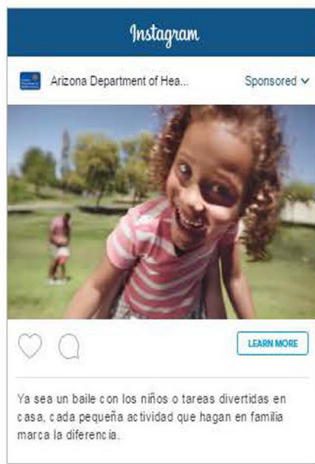 Instagram
Arizona Department of Hea...
Sponsored
LEARN MORE
Ya sea un baile con los niños o tareas divertidas en
casa, cada pequeña actividad que hagan en familia
marca la diferencia.